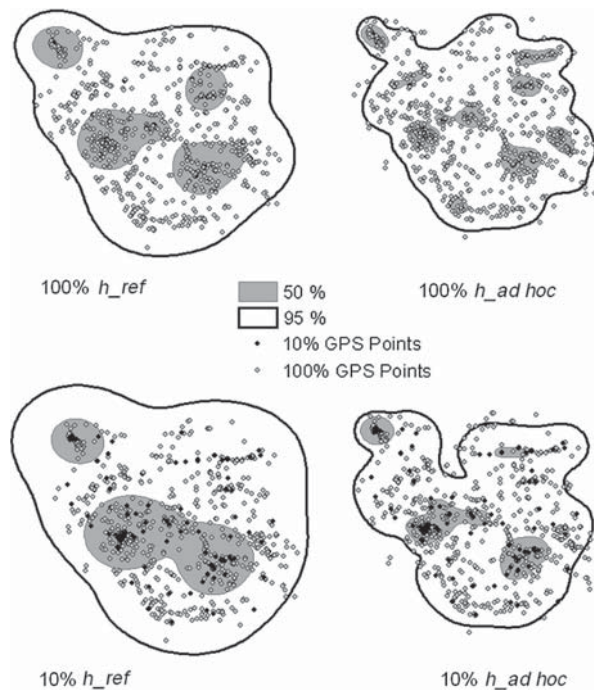 100% h_ref
100% h_ad hoc
50 %
95 %
10% GPS Points
100% GPS Points
10% h_ref
10% h_ad hoc